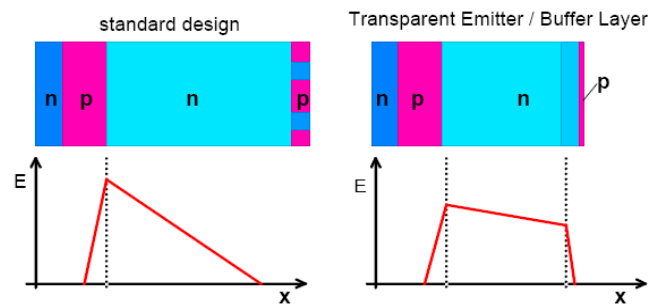 standard design
Transparent Emitter / Buffer Layer
n p n p
n p n p
E
x
E
x